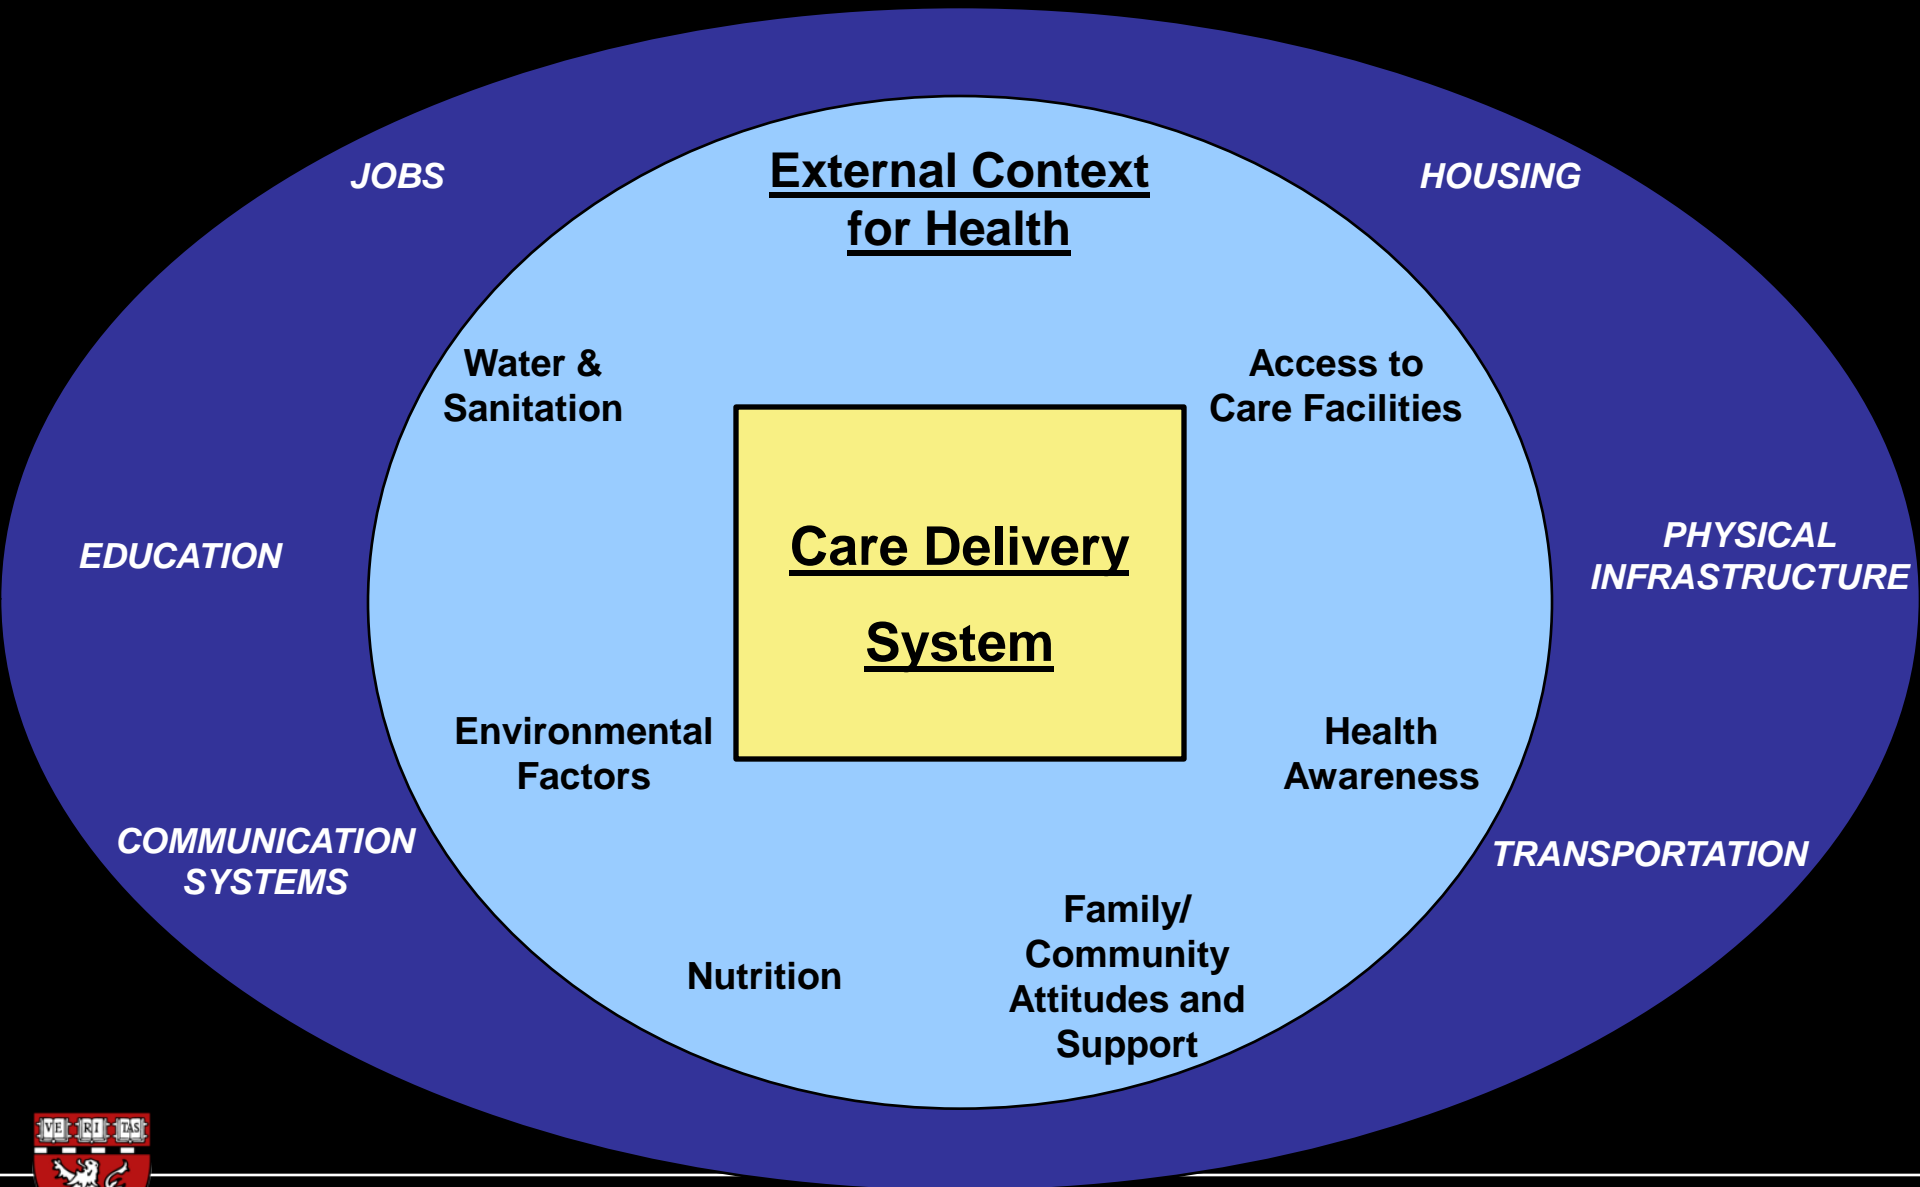 JOBS
External Context
for Health
HOUSING
Water &
Sanitation
Access to
Care Facilities
EDUCATION
Care Delivery
System
PHYSICAL
INFRASTRUCTURE
Environmental
Factors
Health
Awareness
COMMUNICATION
SYSTEMS
TRANSPORTATION
Nutrition
Family/
Community
Attitudes and
Support
VE RI TAS